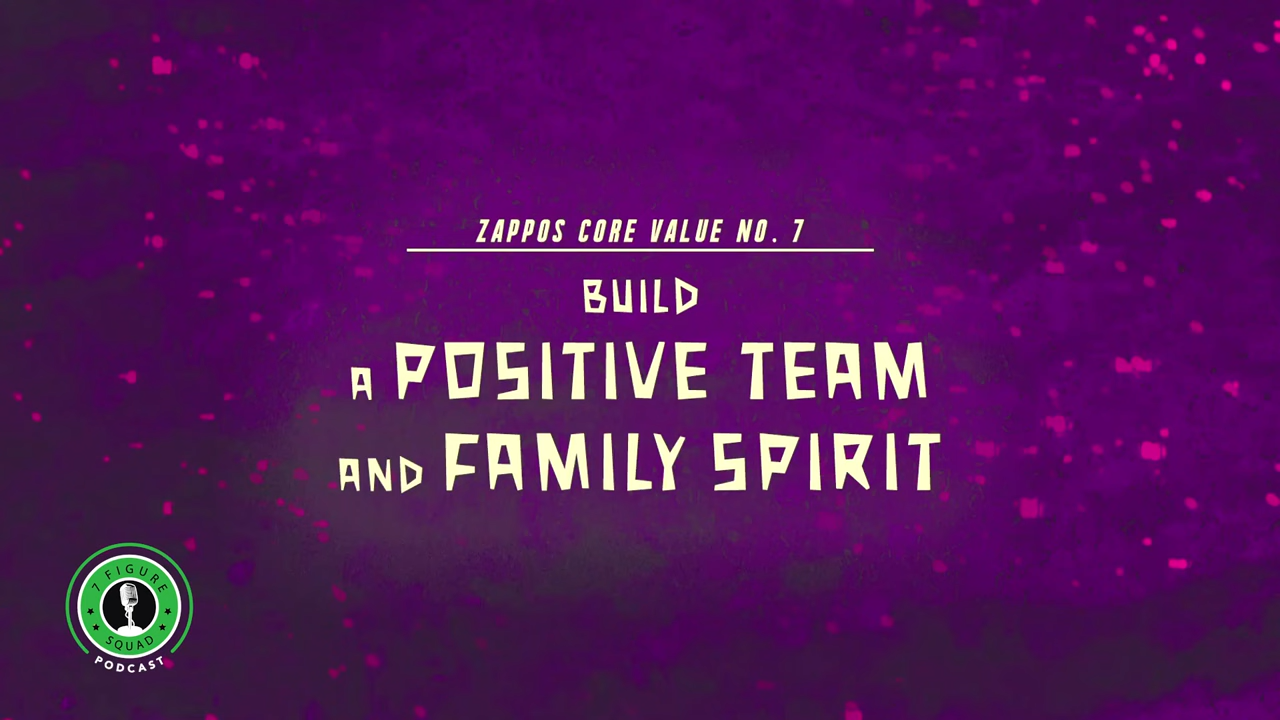 ZAPPOS CORE VALUE NO. 7
BUILD
A POSITIVE TEAM
AND FAMILY SPIRIT
7 FIGURE
SQUAD
PODCAST